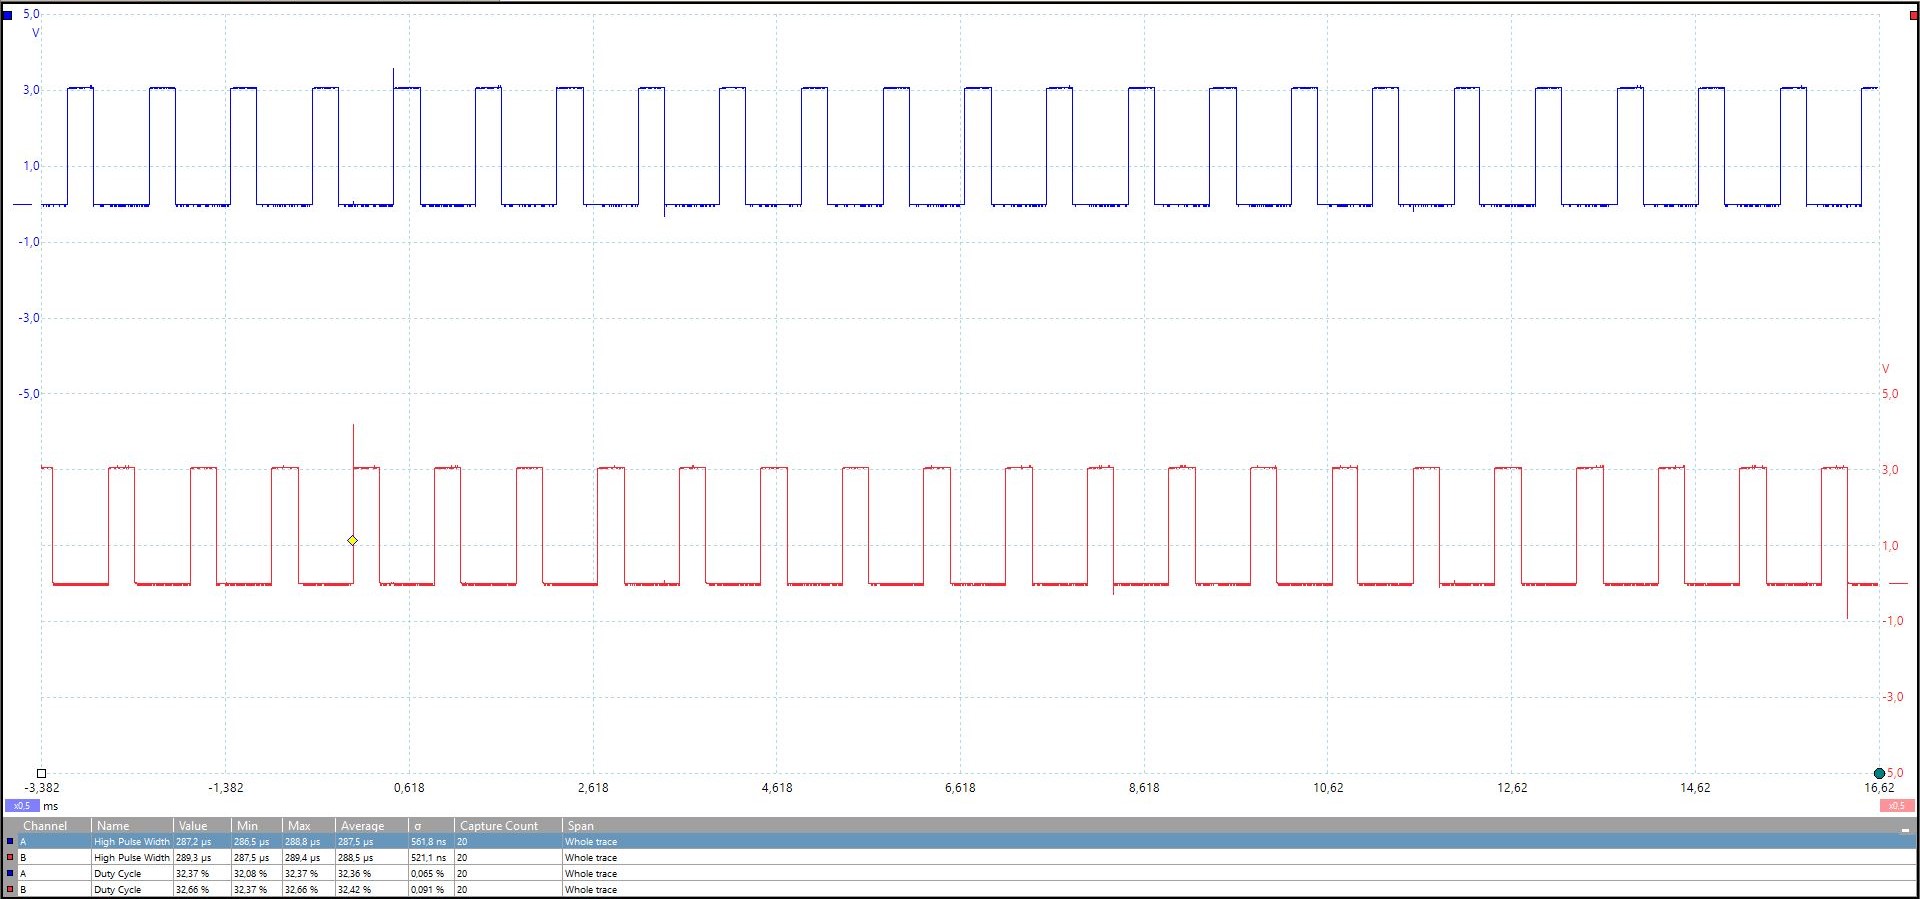 5,0
V
3,0
1,0
-1,0
-3,0
-5,0
V
5,0
3,0
1,0
-1,0
-3,0
5,0
-3,382 -1,382 0,618 2,618 4,618 6,618 8,618 10,62 12,62 14,62 16,62
x0,5 ms x0,5
Channel Name Value Min Max Average σ Capture Count Span
A High Pulse Width 287,2 µs 286,5 µs 288,8 µs 287,5 µs 561,8 ns 20 Whole trace
B High Pulse Width 289,3 µs 287,5 µs 289,4 µs 288,5 µs 521,1 ns 20 Whole trace
A Duty Cycle 32,37 % 32,08 % 32,37 % 32,36 % 0,065 % 20 Whole trace
B Duty Cycle 32,66 % 32,37 % 32,66 % 32,42 % 0,091 % 20 Whole trace